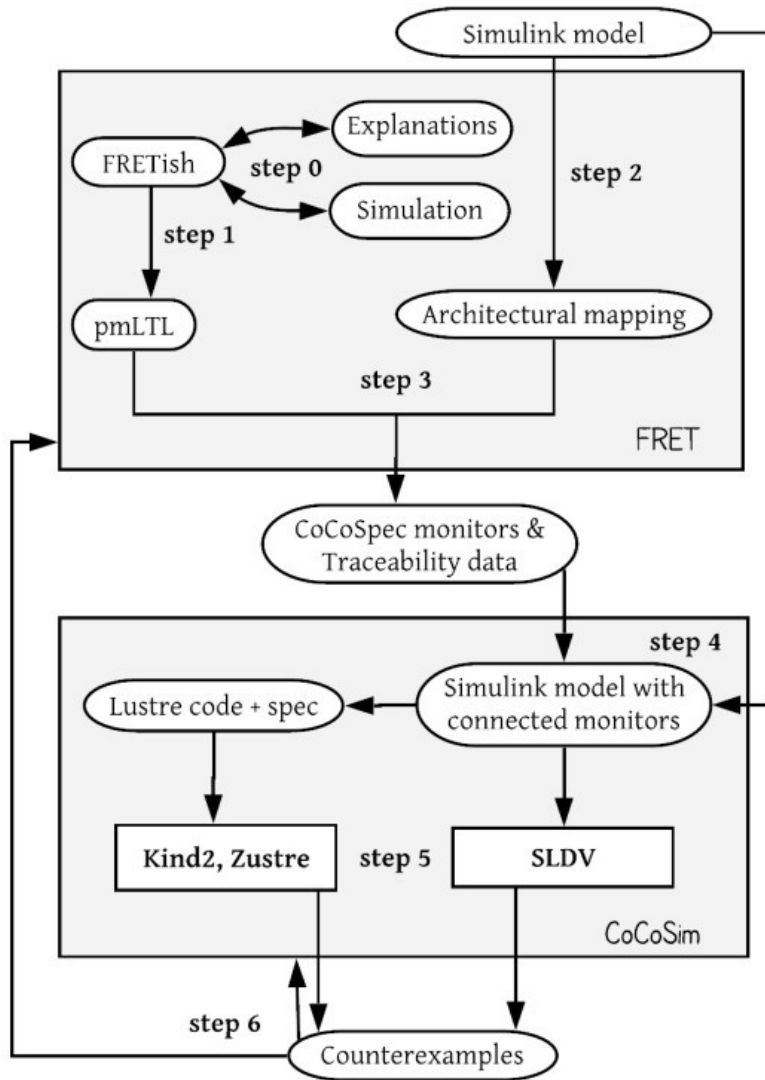 Simulink model
Explanations
FRETish
step 0
step 2
Simulation
step 1
pmLTL
Architectural mapping
step 3
FRET
CoCoSpec monitors &
Traceability data
step 4
Lustre code + spec
Simulink model with
connected monitors
Kind2, Zustre
step 5
SLDV
CoCoSim
step 6
Counterexamples